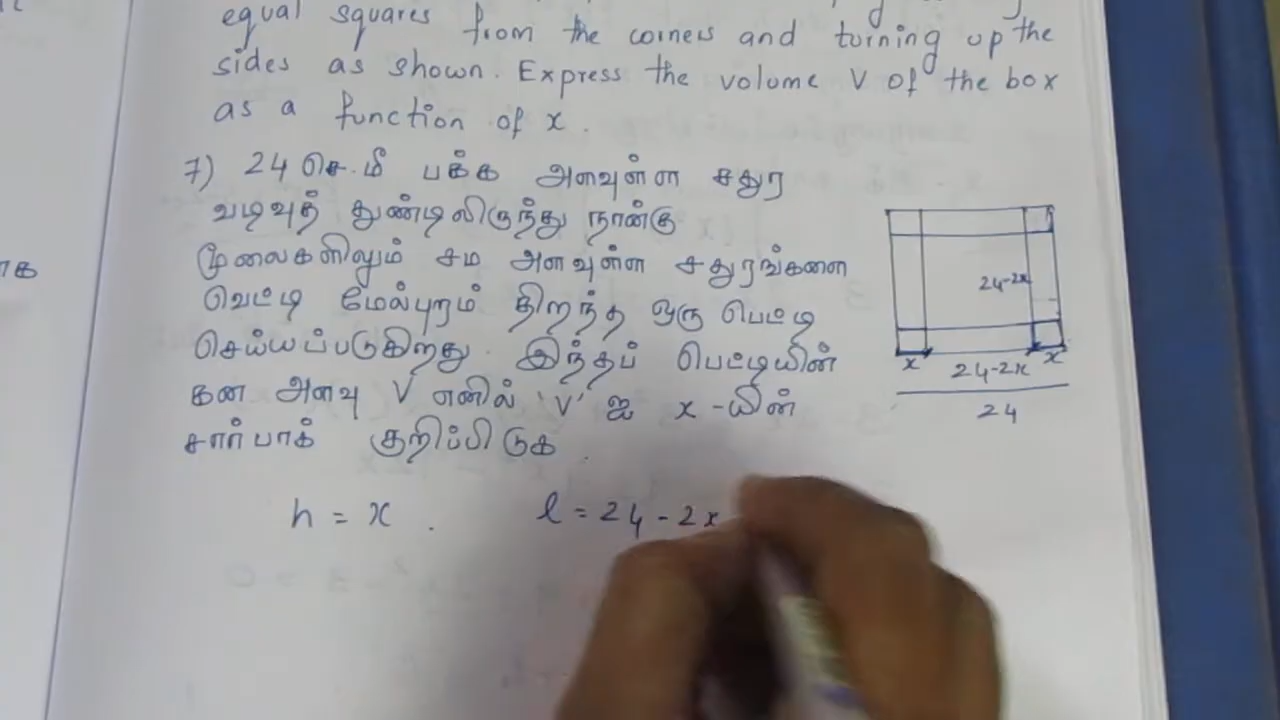 equal squares from the corners and turning up the
sides as shown. Express the volume V of the box
as a function of x.
7) 24 செ.மீ பக்க அளவுள்ள சதுர
வடிவத் துண்டிலிருந்து நான்கு
மூலைகளிலும் சம அளவுள்ள சதுரங்களை
வெட்டி மேல்புறம் திறந்த ஒரு பெட்டி
செய்யப்படுகிறது. இந்தப் பெட்டியின்
கன அளவு V எனில் 'V' ஐ x -யின்
சார்பாக் குறிப்பிடுக.
24-2x
x 24-2x x
24
h = x. l = 24 - 2x